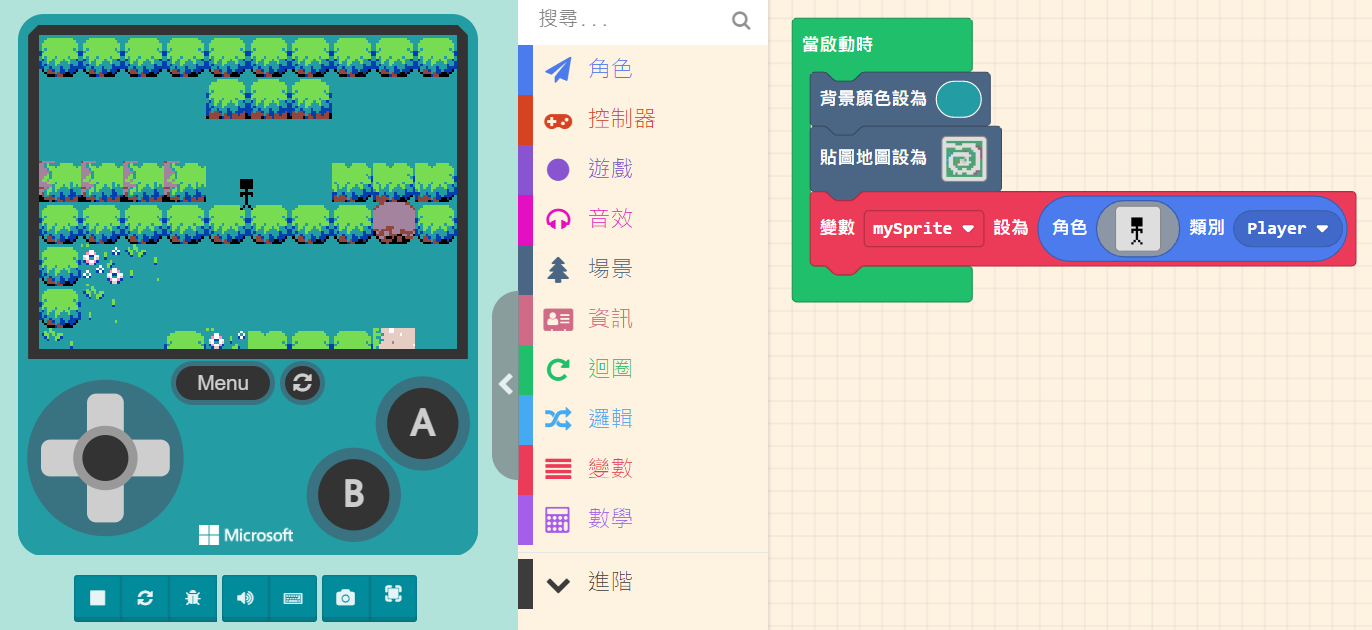 Menu
A
B
Microsoft
搜尋...
角色
控制器
遊戲
音效
場景
資訊
迴圈
邏輯
變數
數學
進階
當啟動時
背景顏色設為
貼圖地圖設為
變數 mySprite 設為 角色 類別 Player